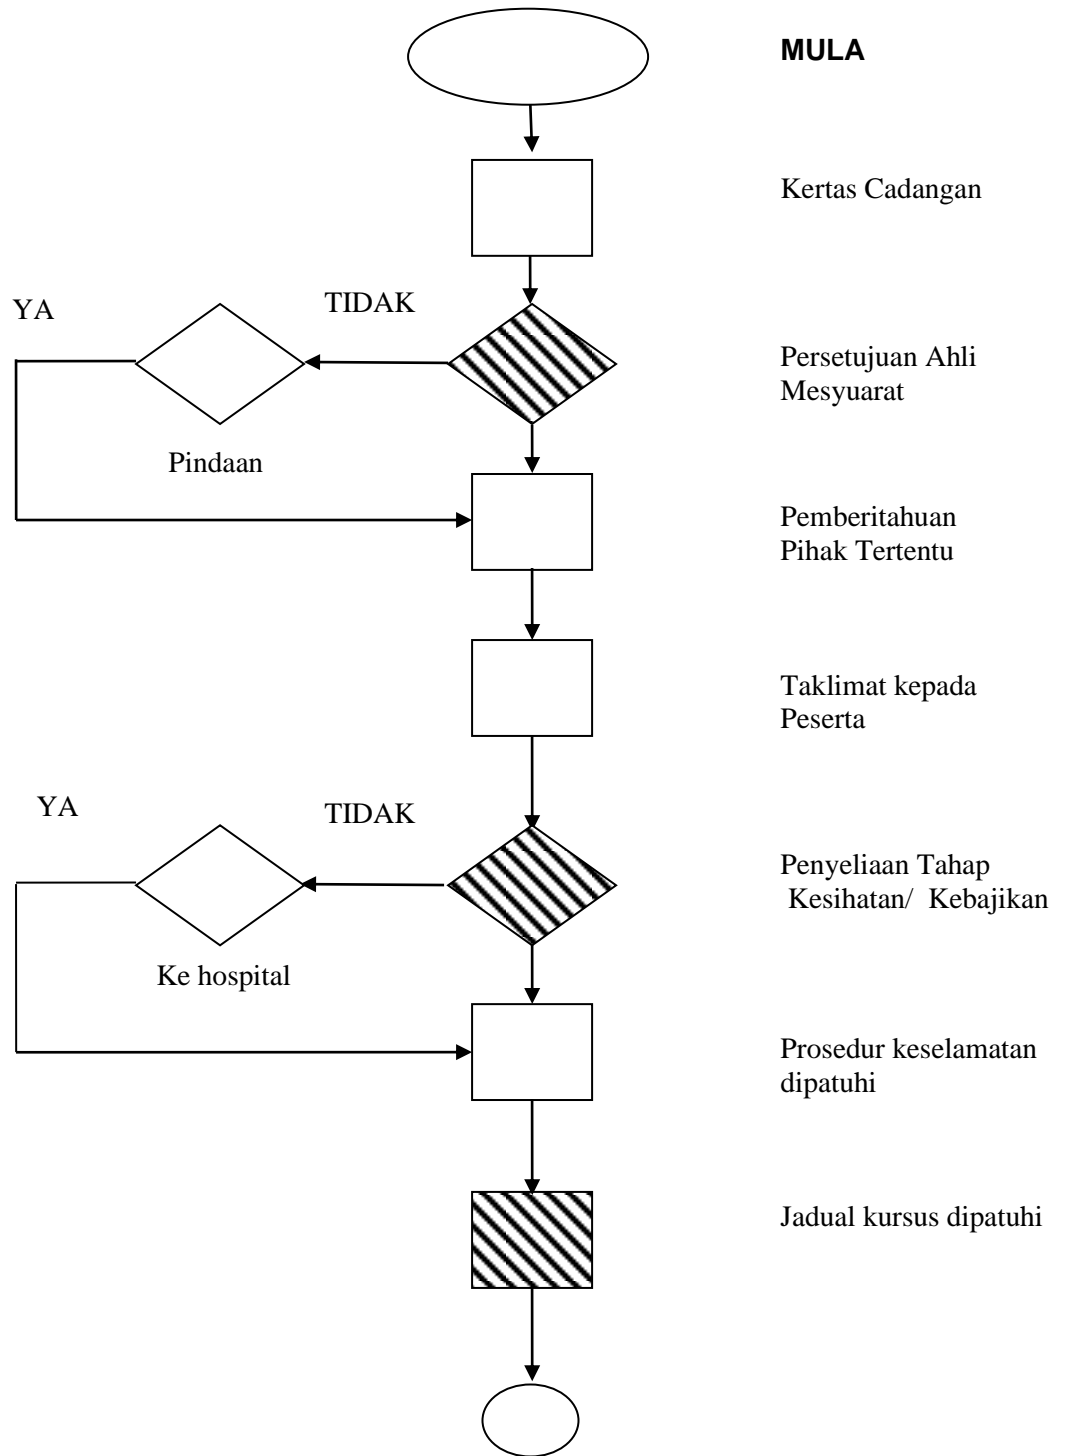 MULA
Kertas Cadangan
YA
TIDAK
Persetujuan Ahli
Mesyuarat
Pindaan
Pemberitahuan
Pihak Tertentu
Taklimat kepada
Peserta
YA
TIDAK
Penyeliaan Tahap
Kesihatan/ Kebajikan
Ke hospital
Prosedur keselamatan
dipatuhi
Jadual kursus dipatuhi